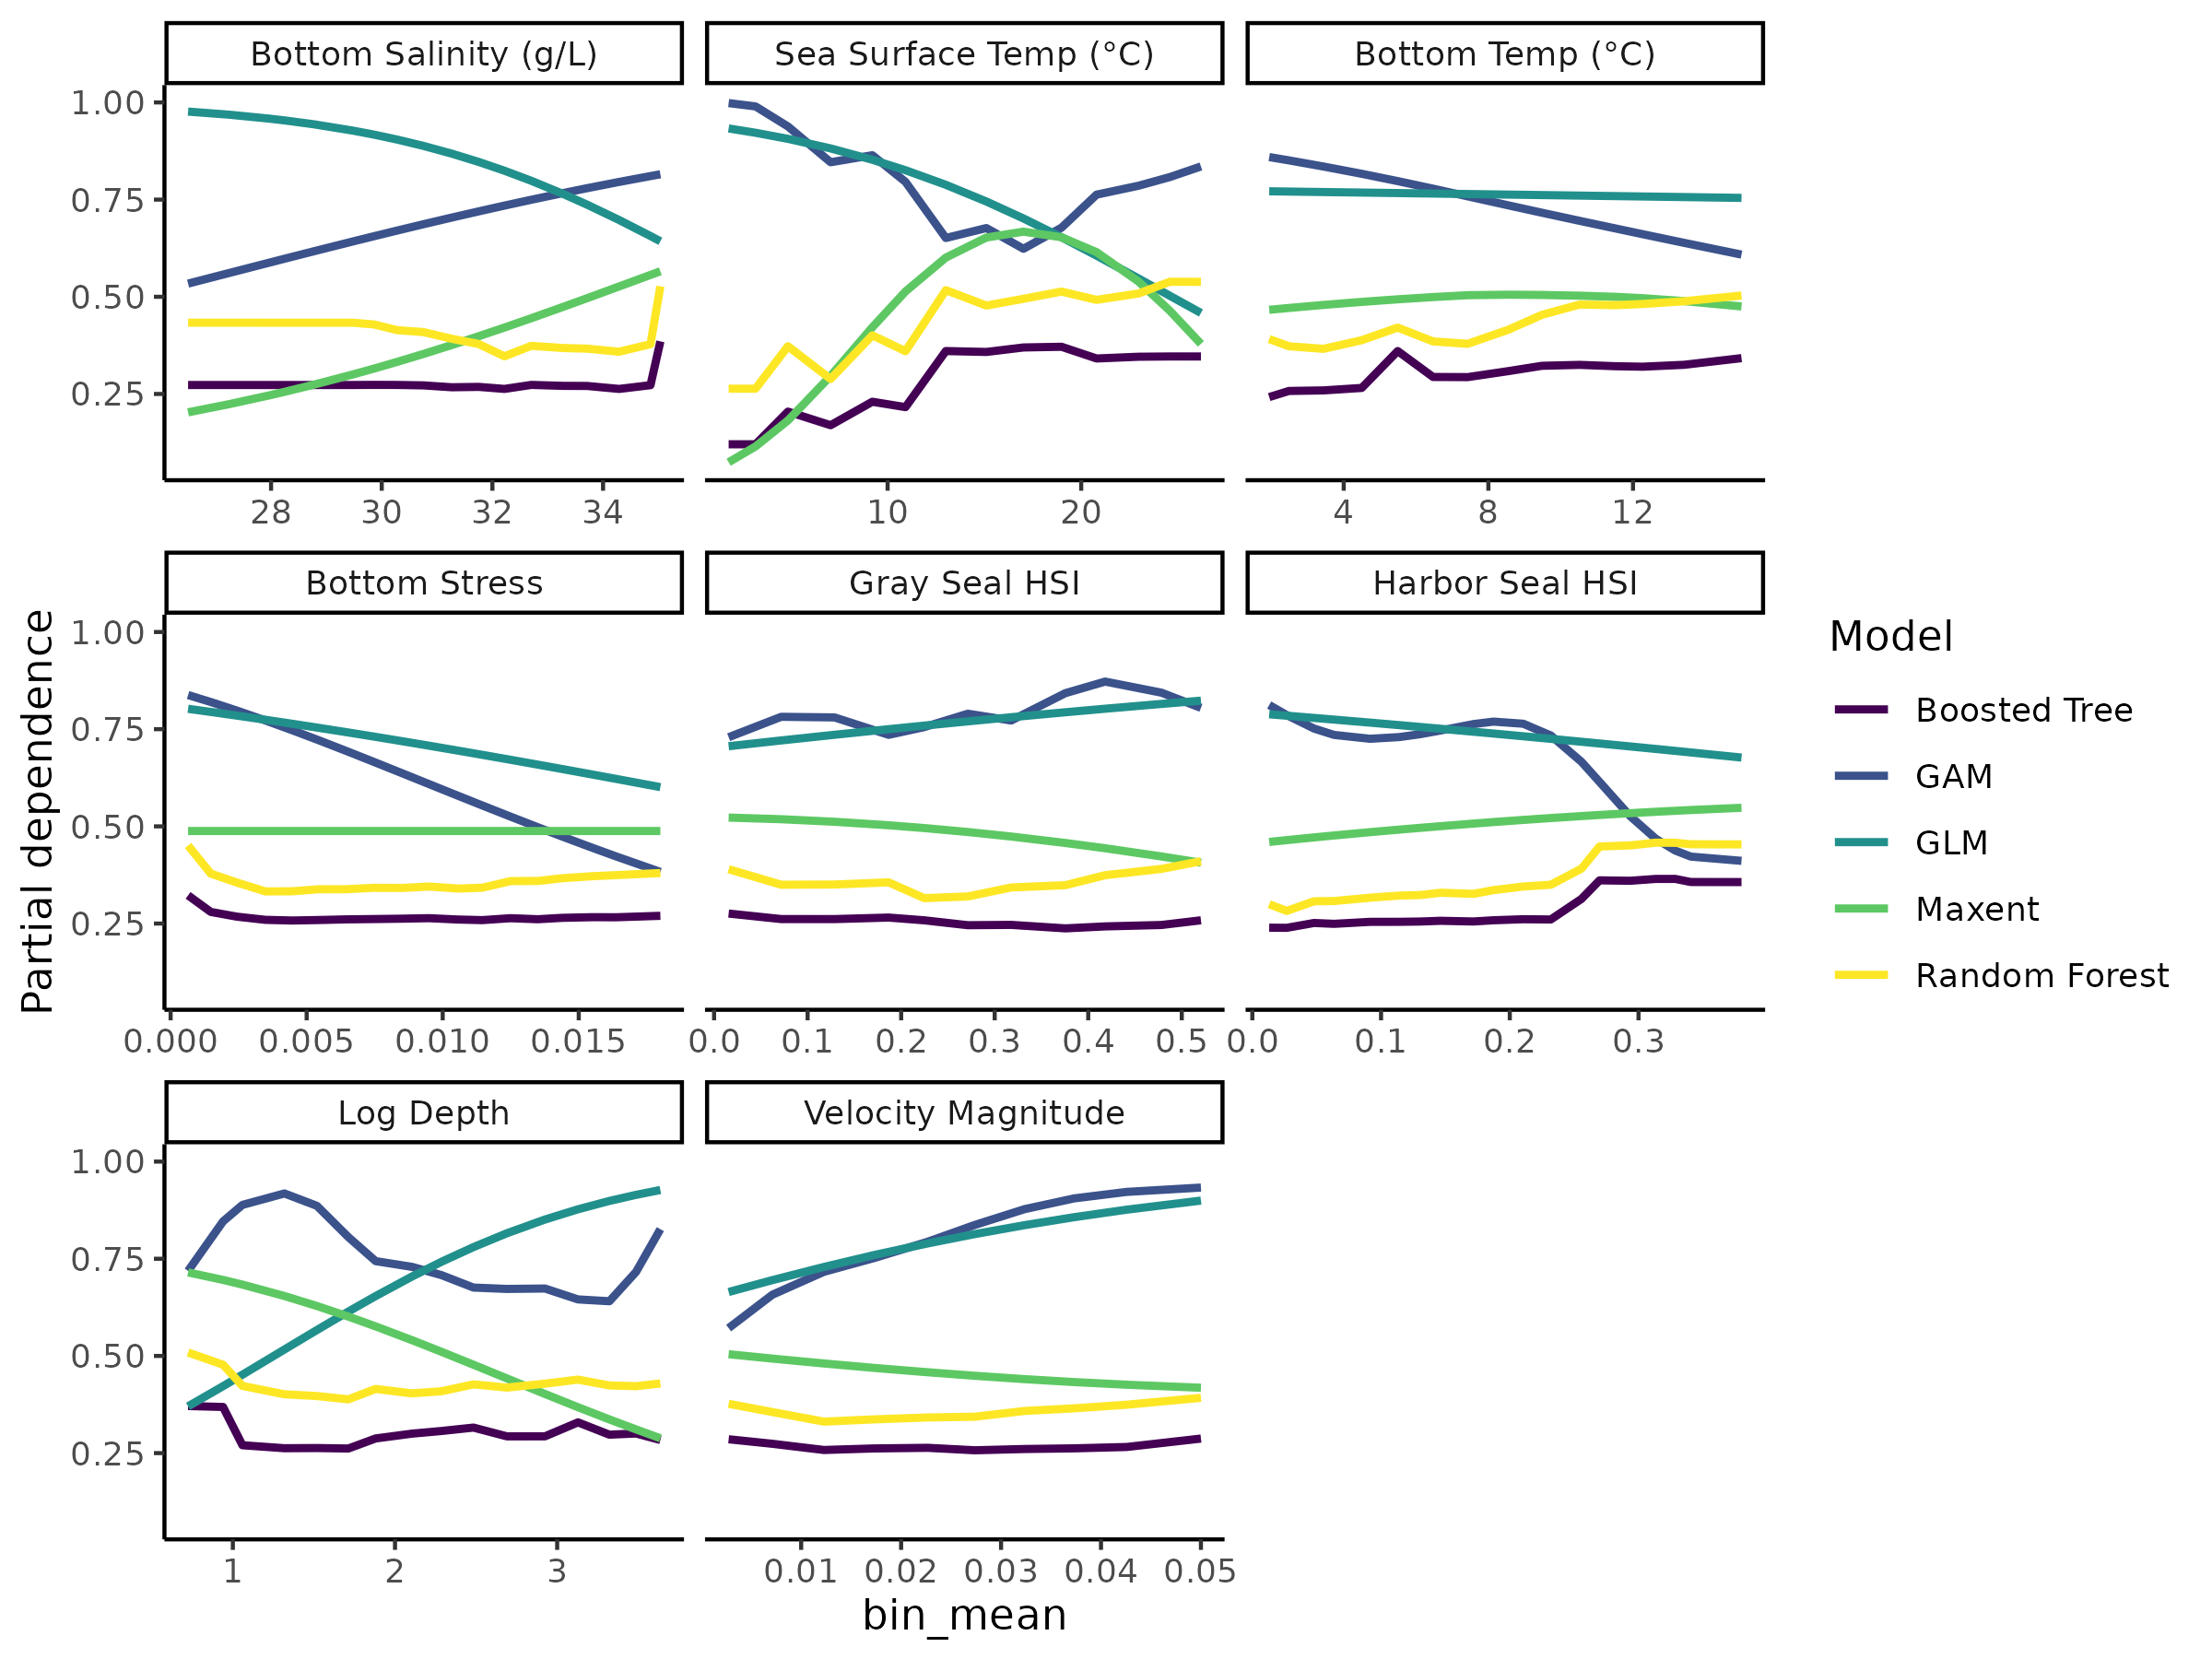 Bottom Salinity (g/L) Sea Surface Temp (°C) Bottom Temp (°C)
1.00
0.75
0.50
0.25
28 30 32 34 10 20 4 8 12
Bottom Stress Gray Seal HSI Harbor Seal HSI
1.00
0.75
0.50
0.25
0.000 0.005 0.010 0.015 0.0 0.1 0.2 0.3 0.4 0.5 0.0 0.1 0.2 0.3
Log Depth Velocity Magnitude
1.00
0.75
0.50
0.25
1 2 3 0.01 0.02 0.03 0.04 0.05
bin_mean
Partial dependence
Model
Boosted Tree
GAM
GLM
Maxent
Random Forest